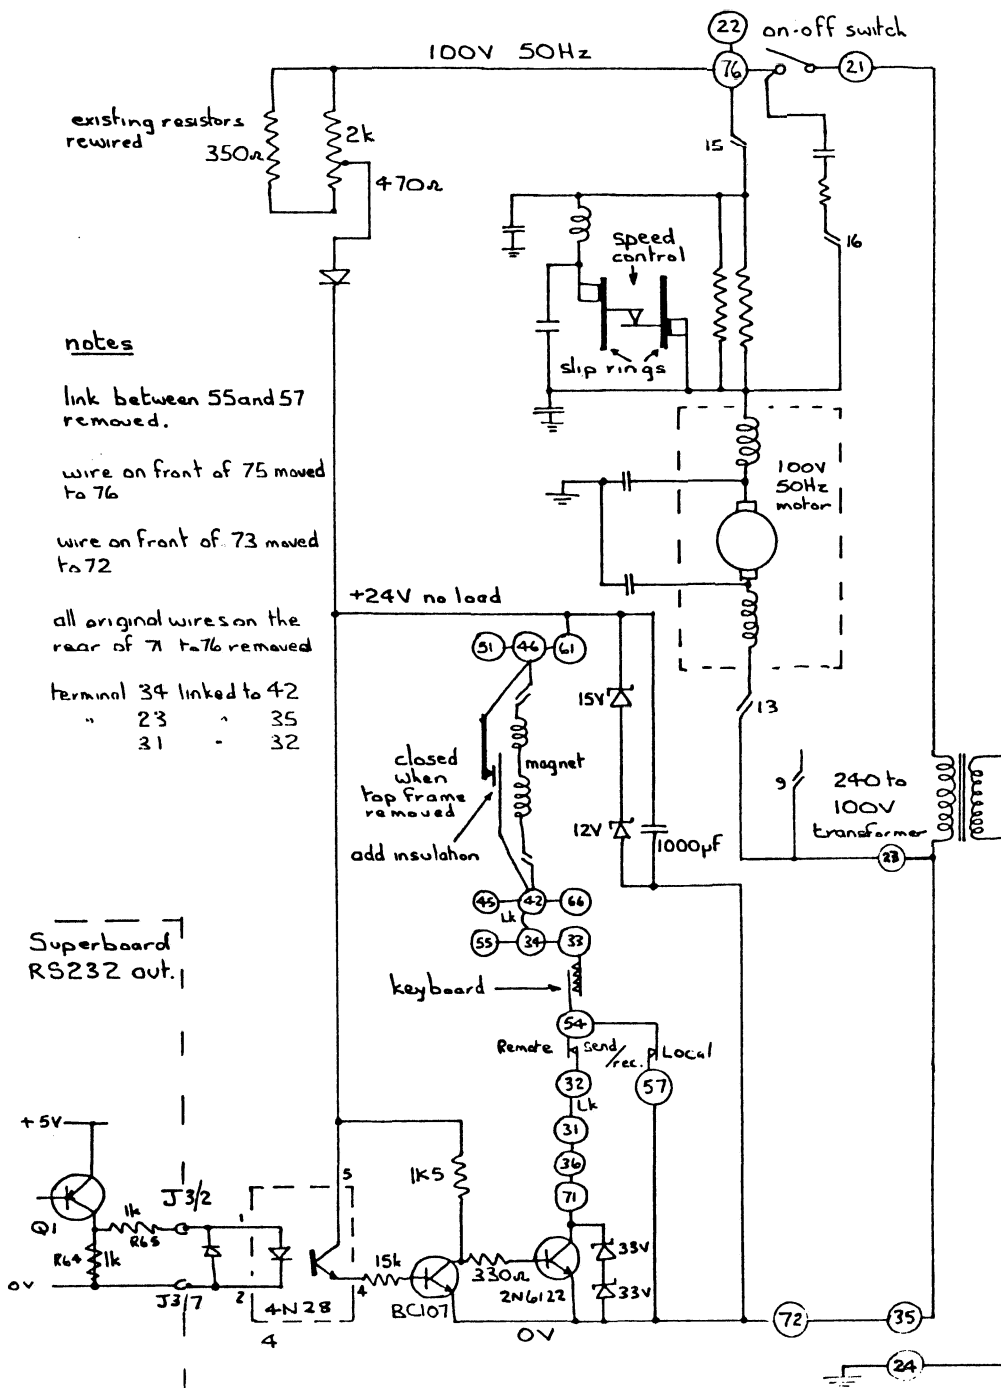 22
on-off switch
100V 50Hz
76
21
existing resistors
rewired
350Ω
2k
470Ω
15
16
speed
control
slip rings
notes
link between 55 and 57
removed.
wire on front of 75 moved
to 76
wire on front of 73 moved
to 72
all original wires on the
rear of 71 to 76 removed
terminal 34 linked to 42
" 23 " 35
31 - 32
100V
50Hz
motor
+24V no load
51
46
61
15V
13
closed
when
top frame
removed
magnet
9
240 to
100V
transformer
12V
1000µF
add insulation
23
45
42
66
Lk
55
34
33
Superboard
RS232 out.
keyboard
54
Remote
send/
rec.
Local
32
57
Lk
31
36
71
+5V
1k5
5
J3/2
Q1
1k
R65
1
R64
1k
15k
33V
0V
330Ω
2N6122
33V
J3/7
2
4N28
4
BC107
4
0V
72
35
24